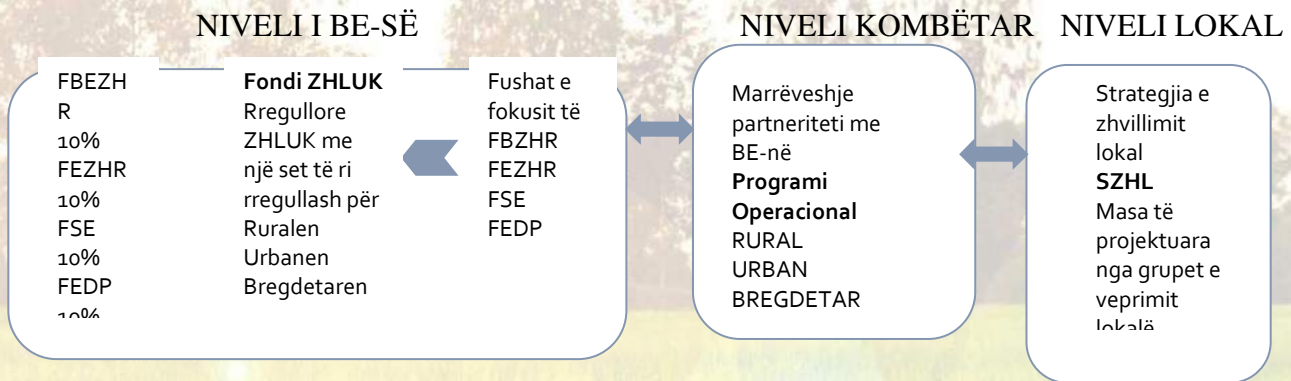 NIVELI I BE-SË
FBEZH
R
10%
FEZHR
10%
FSE
10%
FEDP
10%
Fondi ZHLUK
Rregullore
ZHLUK me
një set të ri
rregullash për
Ruralen
Urbanen
Bregdetaren
Fushat e
fokusit të
FBZHR
FEZHR
FSE
FEDP
NIVELI KOMBËTAR
Marrëveshje
partneriteti me
BE-në
Programi
Operacional
RURAL
URBAN
BREGDETAR
NIVELI LOKAL
Strategjia e
zhvillimit
lokal
SZHL
Masa të
projektuara
nga grupet e
veprimit
lokalë